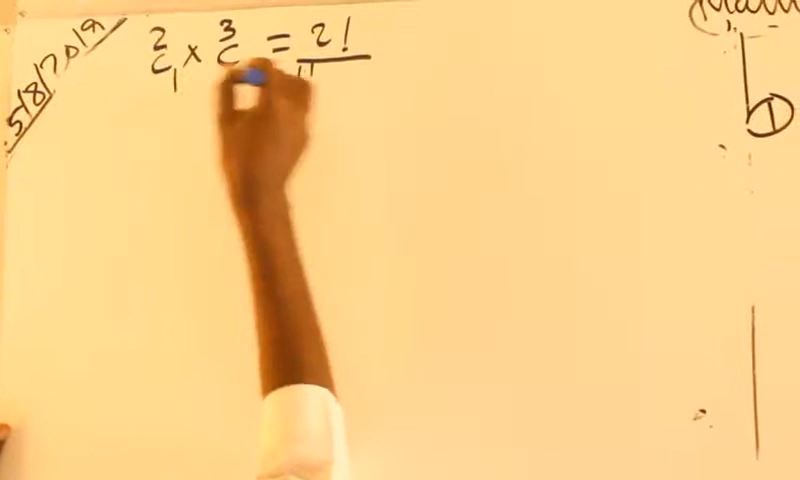 5/8/2019
²C₁ × ³C = 2!
b
①